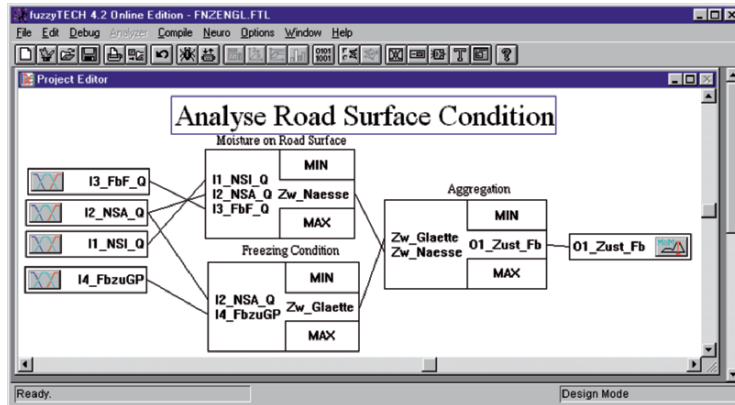 fuzzyTECH 4.2 Online Edition - FNZENGL.FTL
File Edit Debug Analyzer Compile Neuro Options Window Help
0101
1001
Project Editor
Analyse Road Surface Condition
Moisture on Road Surface
MIN
I1_NSI_Q
I2_NSA_Q
I3_FbF_Q
Zw_Naesse
MAX
I3_FbF_Q
I2_NSA_Q
I1_NSI_Q
I4_FbzuGP
Freezing Condition
MIN
I2_NSA_Q
I4_FbzuGP
Zw_Glaette
MAX
Aggregation
MIN
Zw_Glaette
Zw_Naesse
O1_Zust_Fb
MAX
O1_Zust_Fb
Ready.
Design Mode